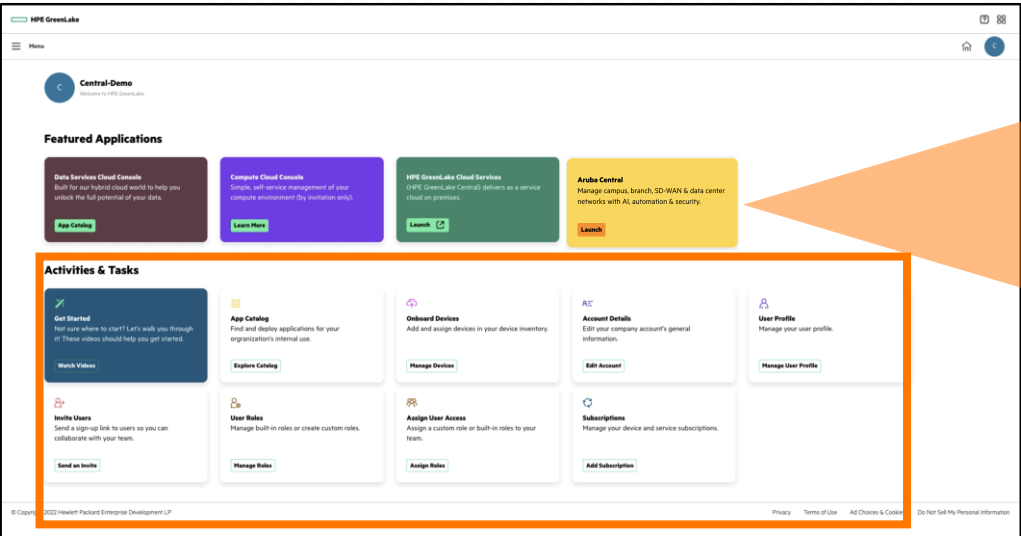 HPE GreenLake
Menu
C
C
Central-Demo
Welcome to HPE GreenLake.
Featured Applications
Data Services Cloud Console
Built for our hybrid cloud world to help you
unlock the full potential of your data.
App Catalog
Compute Cloud Console
Simple, self-service management of your
compute environment (by invitation only).
Learn More
HPE GreenLake Cloud Services
(HPE GreenLake Central) delivers as a service
cloud on premises.
Launch
Aruba Central
Manage campus, branch, SD-WAN & data center
networks with AI, automation & security.
Launch
Activities & Tasks
Get Started
Not sure where to start? Let's walk you through
it! These videos should help you get started.
Watch Videos
App Catalog
Find and deploy applications for your
orgranization's internal use.
Explore Catalog
Onboard Devices
Add and assign devices in your device inventory.
Manage Devices
Account Details
Edit your company account's general
information.
Edit Account
User Profile
Manage your user profile.
Manage User Profile
Invite Users
Send a sign-up link to users so you can
collaborate with your team.
Send an Invite
User Roles
Manage built-in roles or create custom roles.
Manage Roles
Assign User Access
Assign a custom role or built-in roles to your
team.
Assign Roles
Subscriptions
Manage your device and service subscriptions.
Add Subscription
© Copyright 2022 Hewlett Packard Enterprise Development LP
Privacy Terms of Use Ad Choices & Cookies Do Not Sell My Personal Information